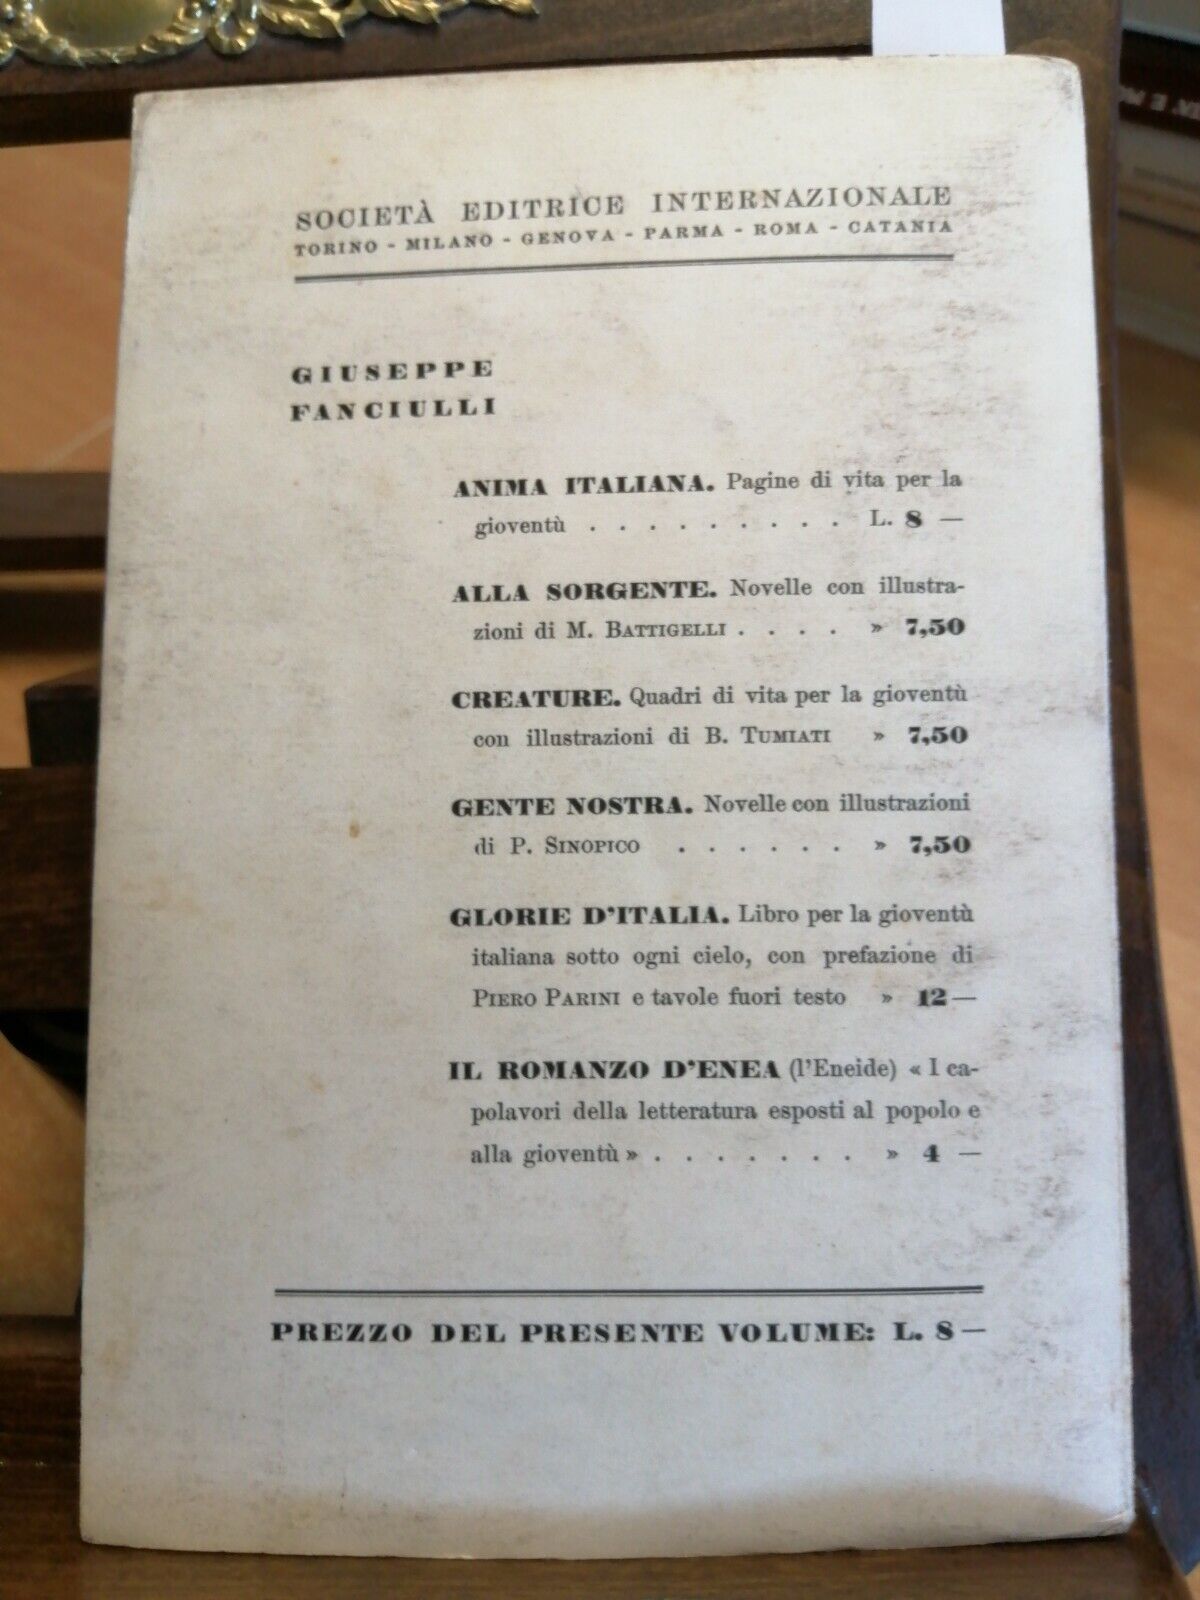 SOCIETÀ EDITRICE INTERNAZIONALE
TORINO - MILANO - GENOVA - PARMA - ROMA - CATANIA
GIUSEPPE
FANCIULLI
ANIMA ITALIANA. Pagine di vita per la
gioventù . . . . . . . . . L. 8 —
ALLA SORGENTE. Novelle con illustra-
zioni di M. BATTIGELLI . . . . » 7,50
CREATURE. Quadri di vita per la gioventù
con illustrazioni di B. TUMIATI » 7,50
GENTE NOSTRA. Novelle con illustrazioni
di P. SINOPICO . . . . . . » 7,50
GLORIE D'ITALIA. Libro per la gioventù
italiana sotto ogni cielo, con prefazione di
PIERO PARINI e tavole fuori testo » 12 —
IL ROMANZO D'ENEA (l'Eneide) « I ca-
polavori della letteratura esposti al popolo e
alla gioventù » . . . . . . . » 4 —
PREZZO DEL PRESENTE VOLUME: L. 8 —